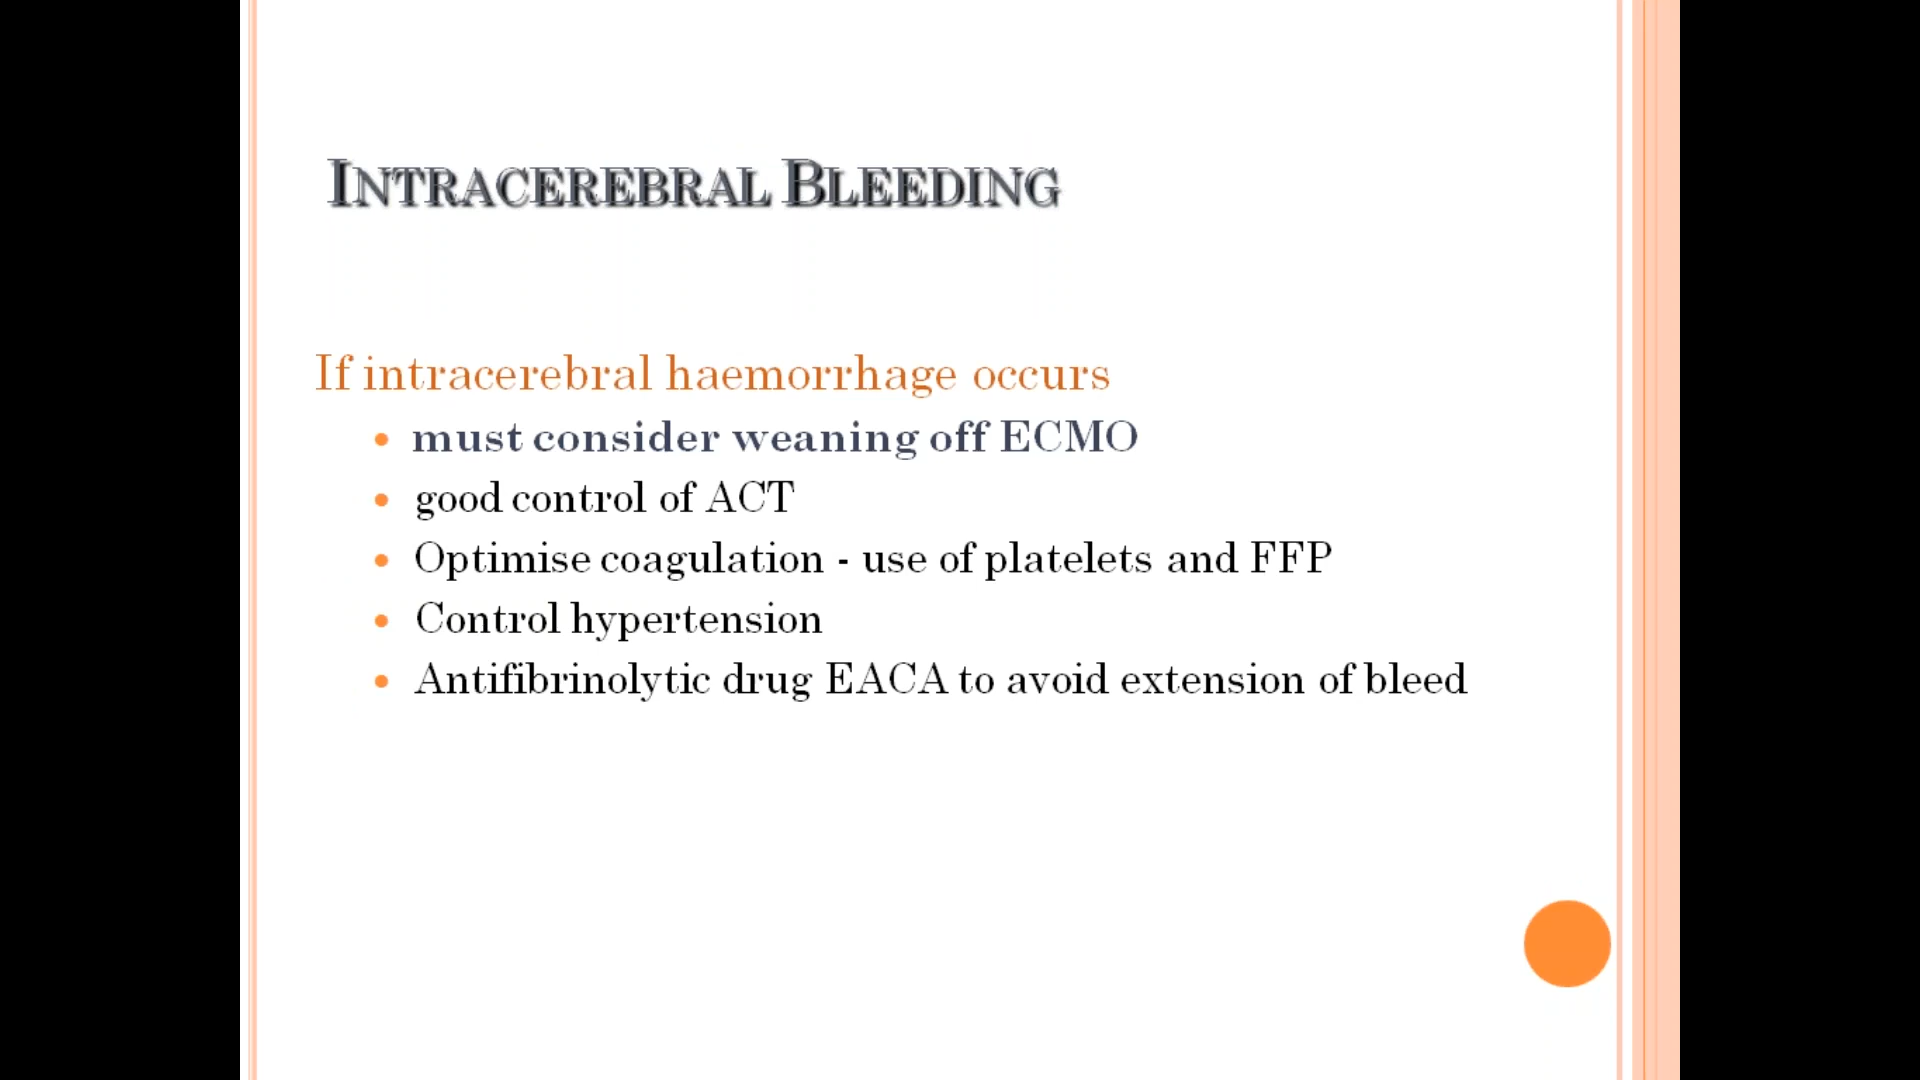 INTRACEREBRAL BLEEDING
If intracerebral haemorrhage occurs
• must consider weaning off ECMO
• good control of ACT
• Optimise coagulation - use of platelets and FFP
• Control hypertension
• Antifibrinolytic drug EACA to avoid extension of bleed